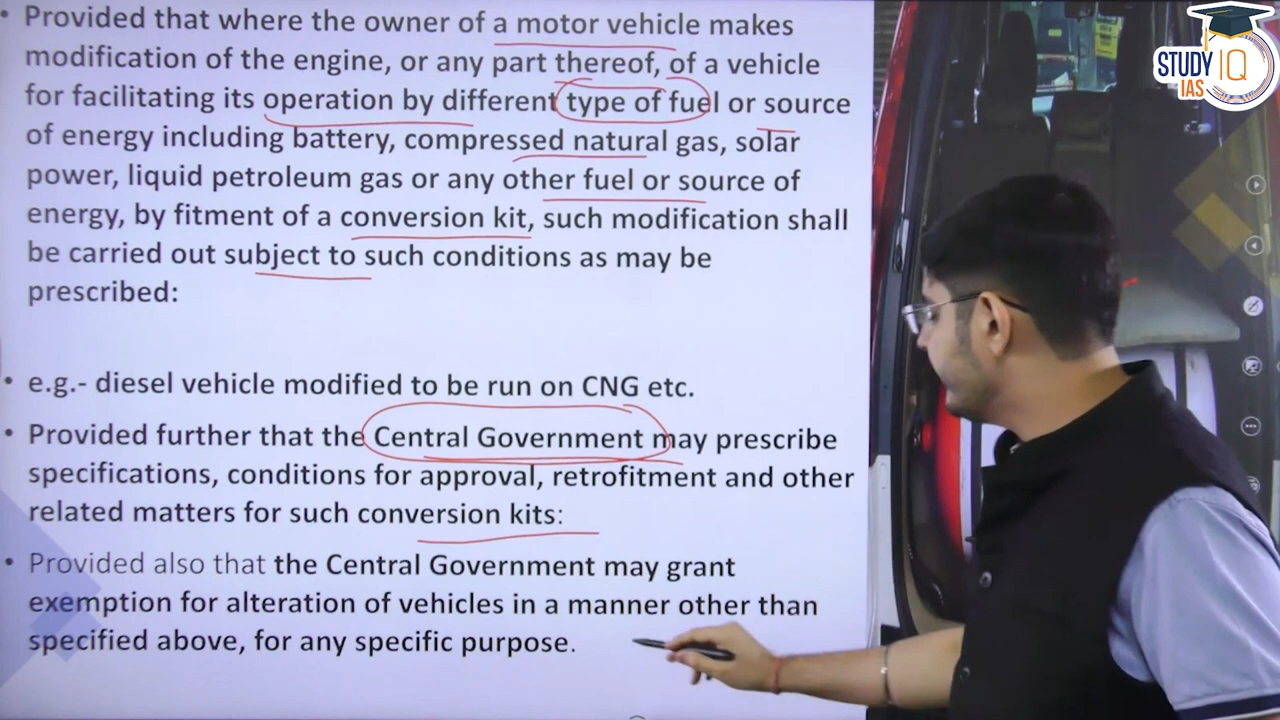 • Provided that where the owner of a motor vehicle makes
modification of the engine, or any part thereof, of a vehicle
for facilitating its operation by different type of fuel or source
of energy including battery, compressed natural gas, solar
power, liquid petroleum gas or any other fuel or source of
energy, by fitment of a conversion kit, such modification shall
be carried out subject to such conditions as may be
prescribed:
• e.g.- diesel vehicle modified to be run on CNG etc.
• Provided further that the Central Government may prescribe
specifications, conditions for approval, retrofitment and other
related matters for such conversion kits:
• Provided also that the Central Government may grant
exemption for alteration of vehicles in a manner other than
specified above, for any specific purpose.
STUDY IQ
IAS